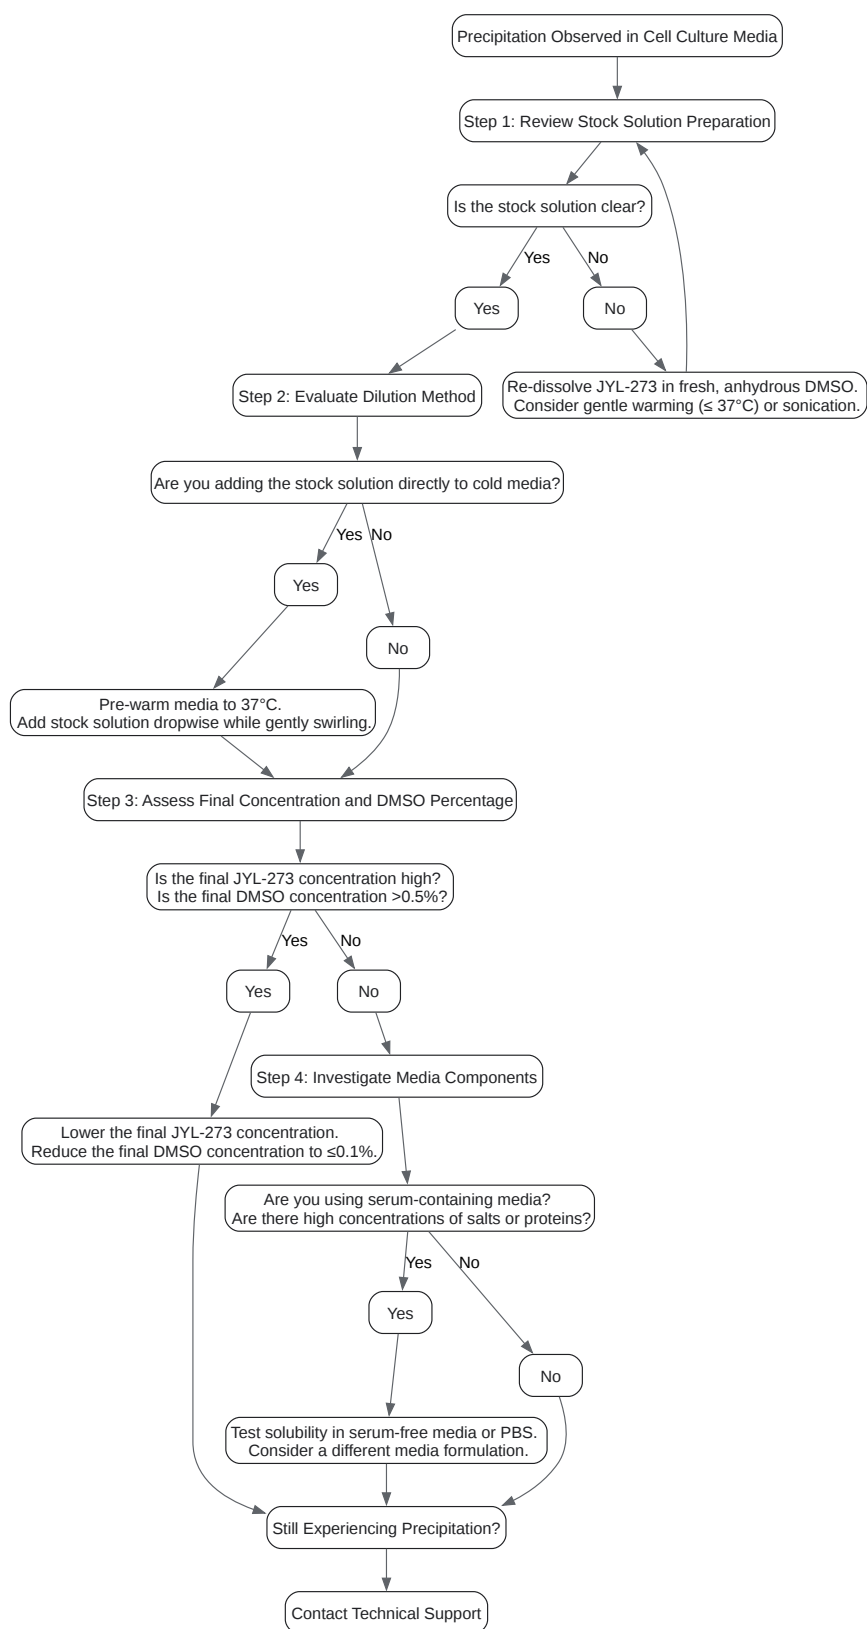 Precipitation Observed in Cell Culture Media
Step 1: Review Stock Solution Preparation
Is the stock solution clear?
Yes
No
Yes
No
Re-dissolve JYL-273 in fresh, anhydrous DMSO.
Consider gentle warming (≤ 37°C) or sonication.
Step 2: Evaluate Dilution Method
Are you adding the stock solution directly to cold media?
Yes
No
Yes
No
Pre-warm media to 37°C.
Add stock solution dropwise while gently swirling.
Step 3: Assess Final Concentration and DMSO Percentage
Is the final JYL-273 concentration high?
Is the final DMSO concentration >0.5%?
Yes
No
Yes
No
Step 4: Investigate Media Components
Lower the final JYL-273 concentration.
Reduce the final DMSO concentration to ≤0.1%.
Are you using serum-containing media?
Are there high concentrations of salts or proteins?
Yes
No
Yes
No
Test solubility in serum-free media or PBS.
Consider a different media formulation.
Still Experiencing Precipitation?
Contact Technical Support